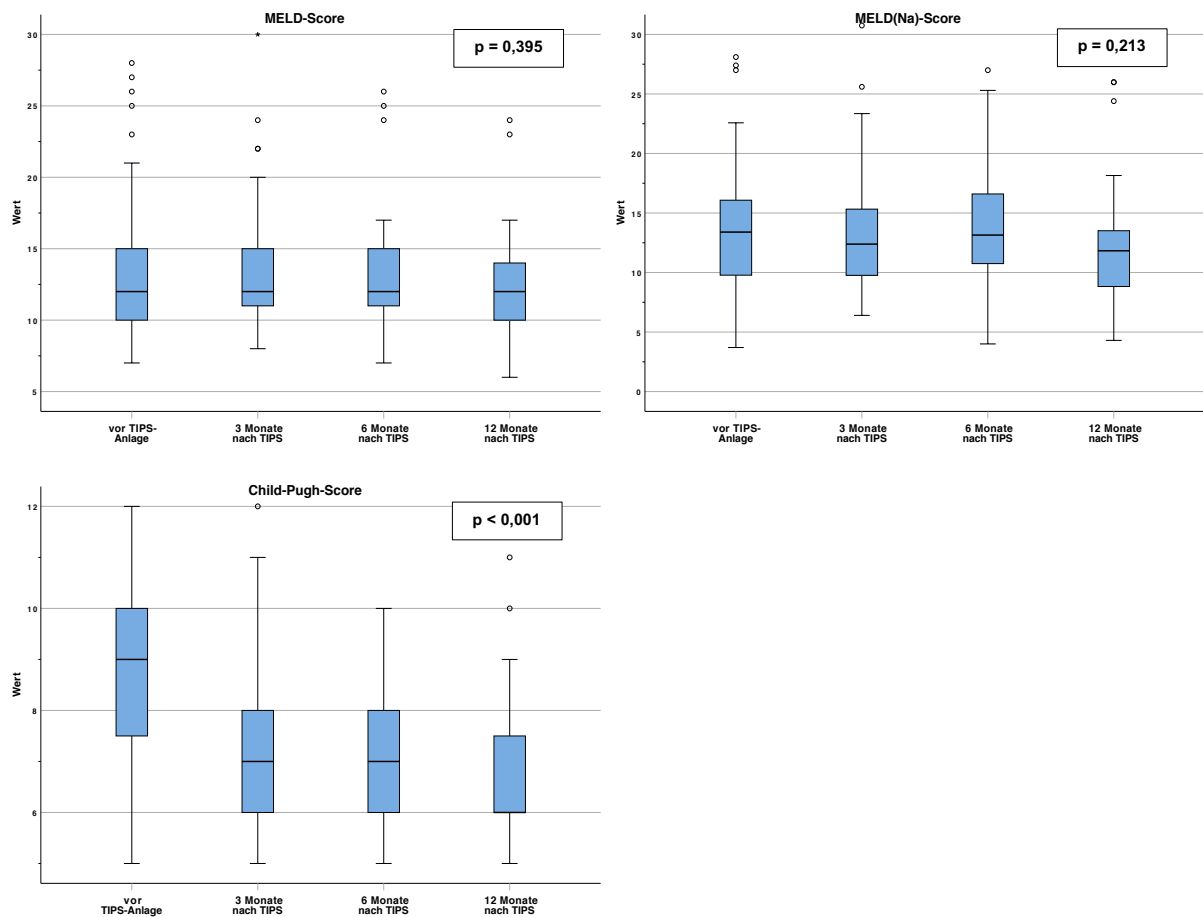 MELD-Score
p = 0,395
30
25
20
15
10
5
Wert
vor TIPS-
Anlage
3 Monate
nach TIPS
6 Monate
nach TIPS
12 Monate
nach TIPS
MELD(Na)-Score
p = 0,213
30
25
20
15
10
5
0
Wert
vor TIPS-
Anlage
3 Monate
nach TIPS
6 Monate
nach TIPS
12 Monate
nach TIPS
Child-Pugh-Score
p < 0,001
12
10
8
6
Wert
vor
TIPS-Anlage
3 Monate
nach TIPS
6 Monate
nach TIPS
12 Monate
nach TIPS